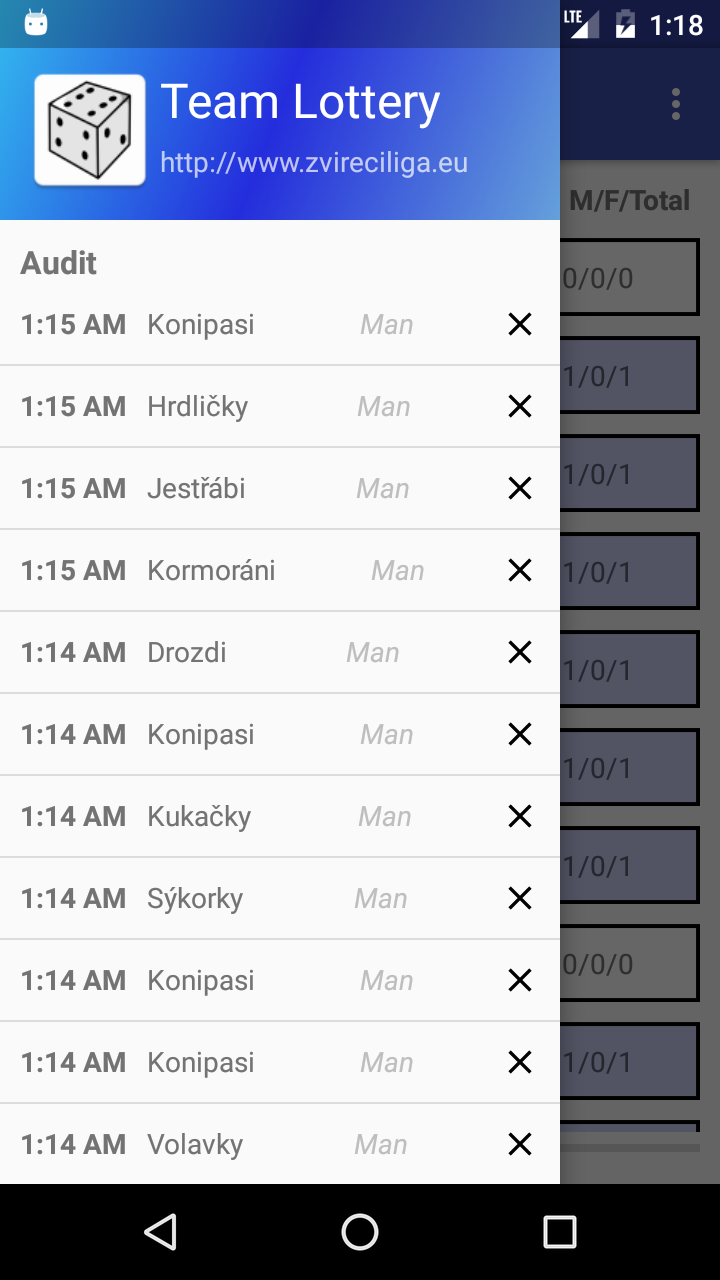 LTE 1:18
Team Lottery
http://www.zvireciliga.eu
M/F/Total
Audit
1:15 AM Konipasi Man
0/0/0
1:15 AM Hrdličky Man
1/0/1
1:15 AM Jestřábi Man
1/0/1
1:15 AM Kormoráni Man
1/0/1
1:14 AM Drozdi Man
1/0/1
1:14 AM Konipasi Man
1/0/1
1:14 AM Kukačky Man
1/0/1
1:14 AM Sýkorky Man
0/0/0
1:14 AM Konipasi Man
1:14 AM Konipasi Man
1/0/1
1:14 AM Volavky Man